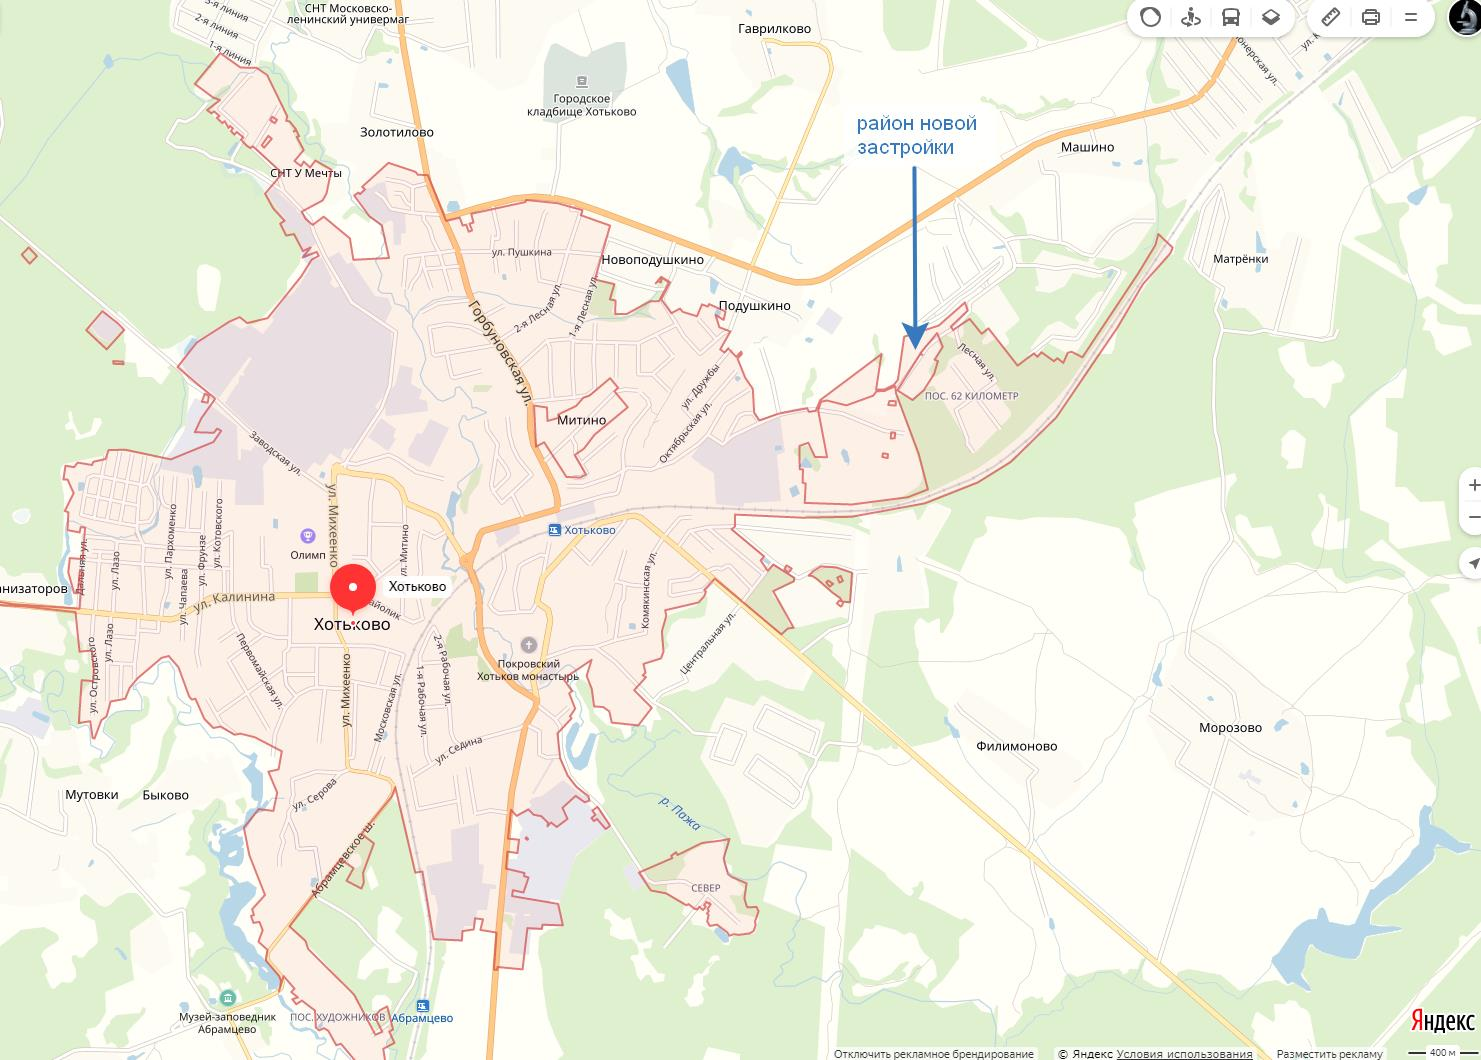 3-я линия
2-я линия
1-я линия
СНТ Московско-
ленинский универмаг
Гаврилково
Городское
кладбище Хотьково
Золотилово
СНТ У Мечты
район новой
застройки
Машино
Матрёнки
ул. Пушкина
Новоподушкино
2-я Лесная ул.
1-я Лесная ул.
Подушкино
Горбуновская ул.
ул. Дружбы
Октябрьская ул.
Митино
Лесная ул.
ПОС. 62 КИЛОМЕТР
Заводская ул.
ул. Михеенко
ул. Пархоменко
ул. Котовского
ул. Фрунзе
ул. Чапаева
ул. Лазо
Дальняя ул.
Олимп
Хотьково
Хотьково
Хотьково
ул. Калинина
Комякинская ул.
Центральная ул.
ул. Островского
ул. Лазо
Первомайская ул.
ул. Михеенко
Московская ул.
1-я Рабочая ул.
2-я Рабочая ул.
Покровский
Хотьков монастырь
ул. Седина
ул. Серова
Мутовки
Быково
Абрамцевское ш.
р. Пажа
СЕВЕР
Филимоново
Морозово
Музей-заповедник
Абрамцево
ПОС. ХУДОЖНИКОВ
Абрамцево
Яндекс
Отключить рекламное брендирование
© Яндекс Условия использования
Разместить рекламу
400 м